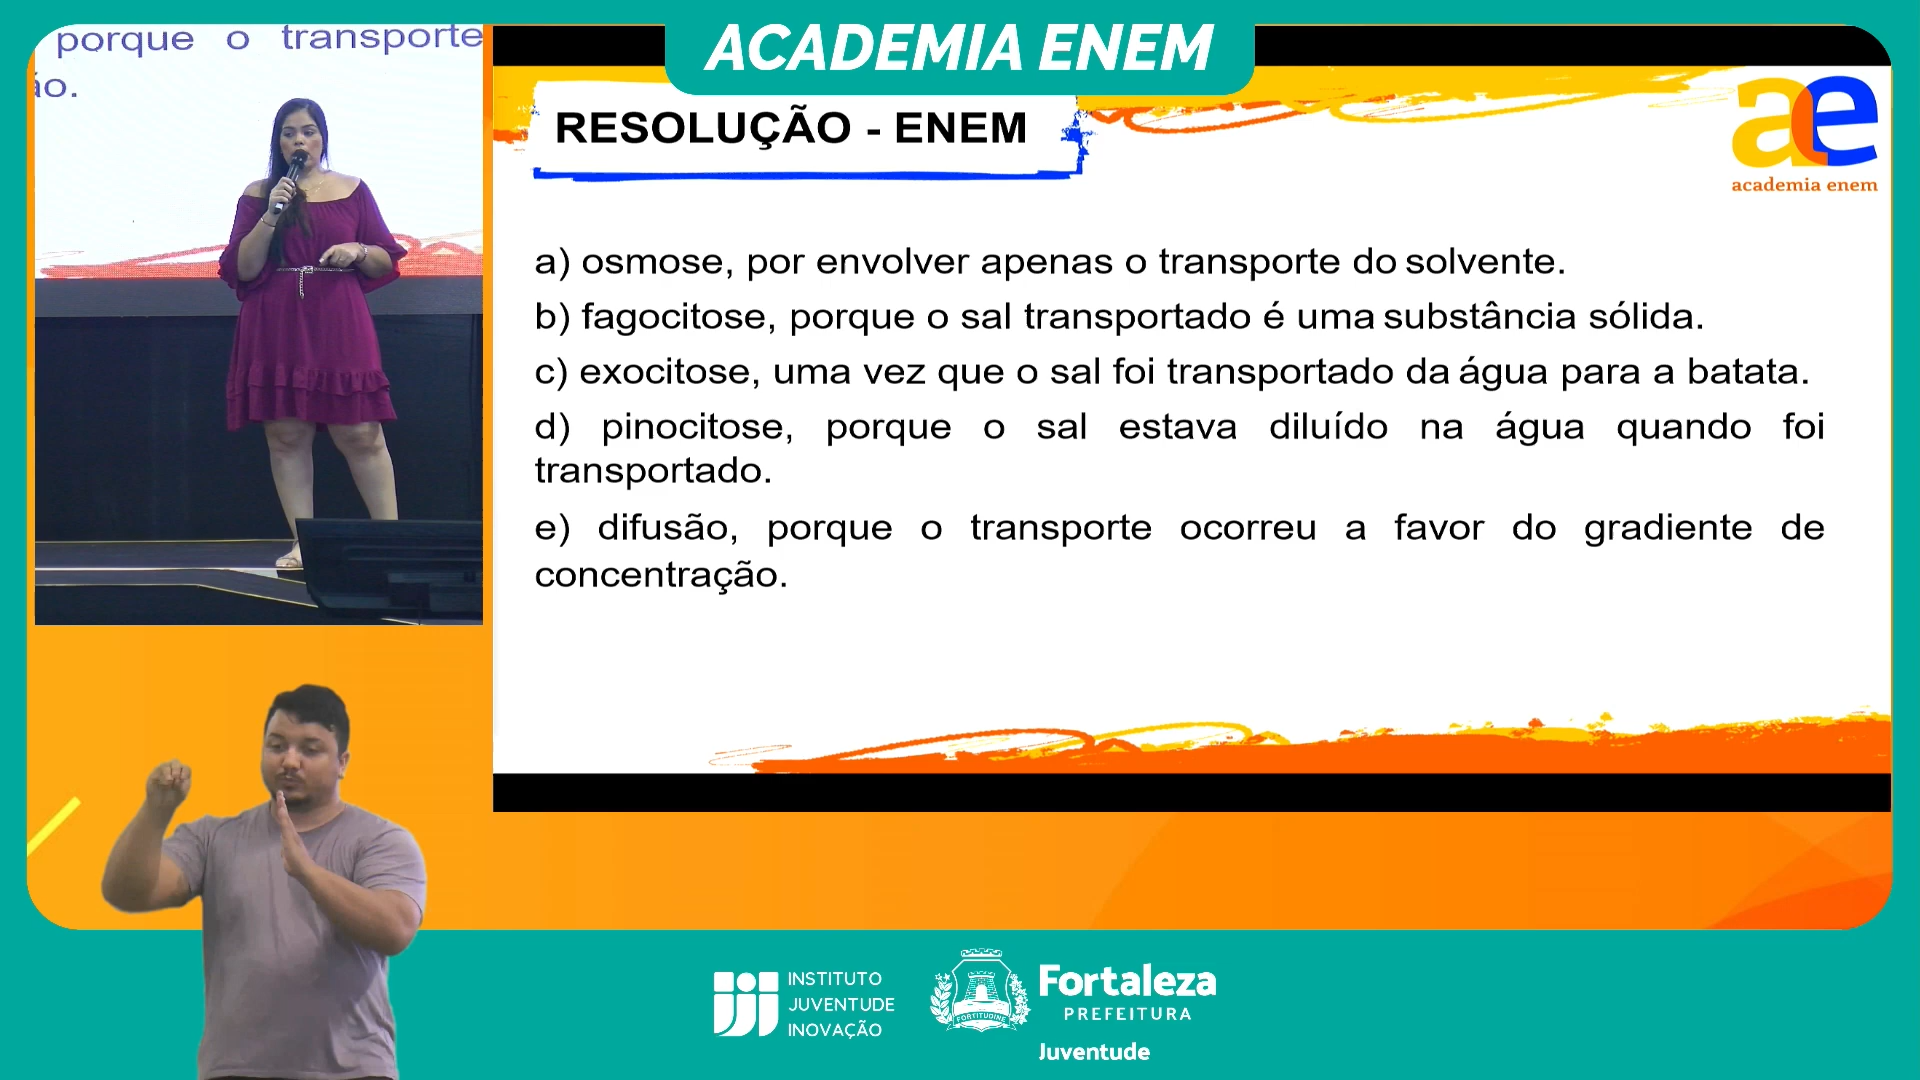 ACADEMIA ENEM
porque o transporte
ão.
RESOLUÇÃO - ENEM
ae
academia enem
a) osmose, por envolver apenas o transporte do solvente.
b) fagocitose, porque o sal transportado é uma substância sólida.
c) exocitose, uma vez que o sal foi transportado da água para a batata.
d) pinocitose, porque o sal estava diluído na água quando foi
transportado.
e) difusão, porque o transporte ocorreu a favor do gradiente de
concentração.
INSTITUTO
JUVENTUDE
INOVAÇÃO
FORTITUDINE
Fortaleza
PREFEITURA
Juventude